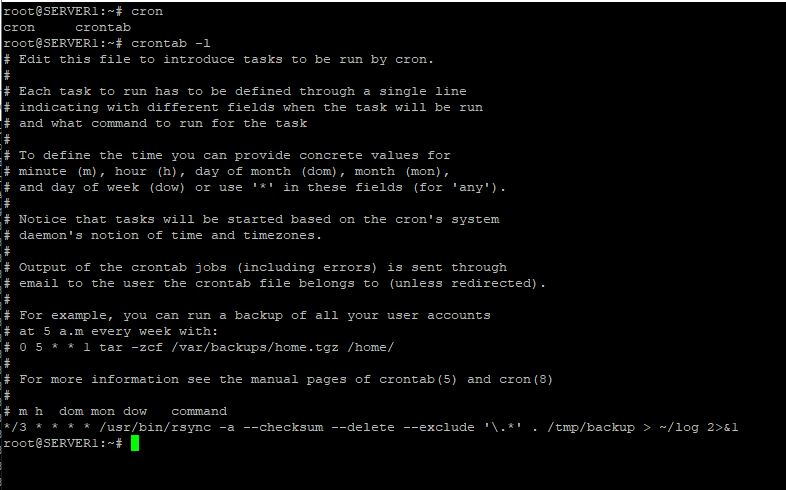 root@SERVER1:~# cron
cron     crontab
root@SERVER1:~# crontab -l
# Edit this file to introduce tasks to be run by cron.
#
# Each task to run has to be defined through a single line
# indicating with different fields when the task will be run
# and what command to run for the task
#
# To define the time you can provide concrete values for
# minute (m), hour (h), day of month (dom), month (mon),
# and day of week (dow) or use '*' in these fields (for 'any').
#
# Notice that tasks will be started based on the cron's system
# daemon's notion of time and timezones.
#
# Output of the crontab jobs (including errors) is sent through
# email to the user the crontab file belongs to (unless redirected).
#
# For example, you can run a backup of all your user accounts
# at 5 a.m every week with:
# 0 5 * * 1 tar -zcf /var/backups/home.tgz /home/
#
# For more information see the manual pages of crontab(5) and cron(8)
#
# m h  dom mon dow   command
*/3 * * * * /usr/bin/rsync -a --checksum --delete --exclude '\.*' . /tmp/backup > ~/log 2>&1
root@SERVER1:~#